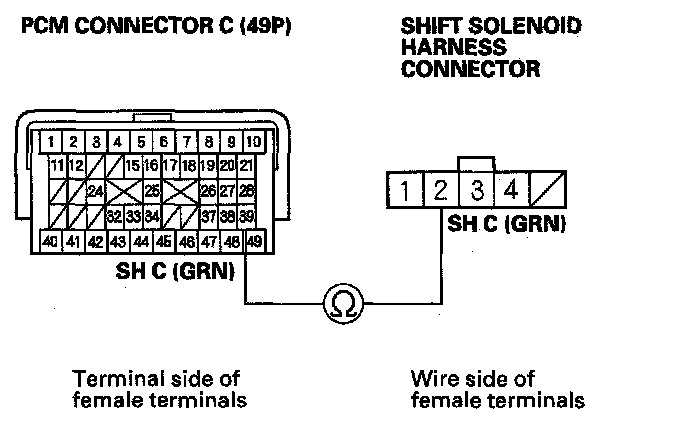 PCM CONNECTOR C (49P)
SHIFT SOLENOID
HARNESS
CONNECTOR
1 2 3 4 5 6 7 8 9 10
11 12 15 16 17 18 19 20 21
24 25 26 27 28
32 33 34 37 38 39
40 41 42 43 44 45 46 47 48 49
SH C (GRN)
1 2 3 4
SH C (GRN)
Ω
Terminal side of
female terminals
Wire side of
female terminals